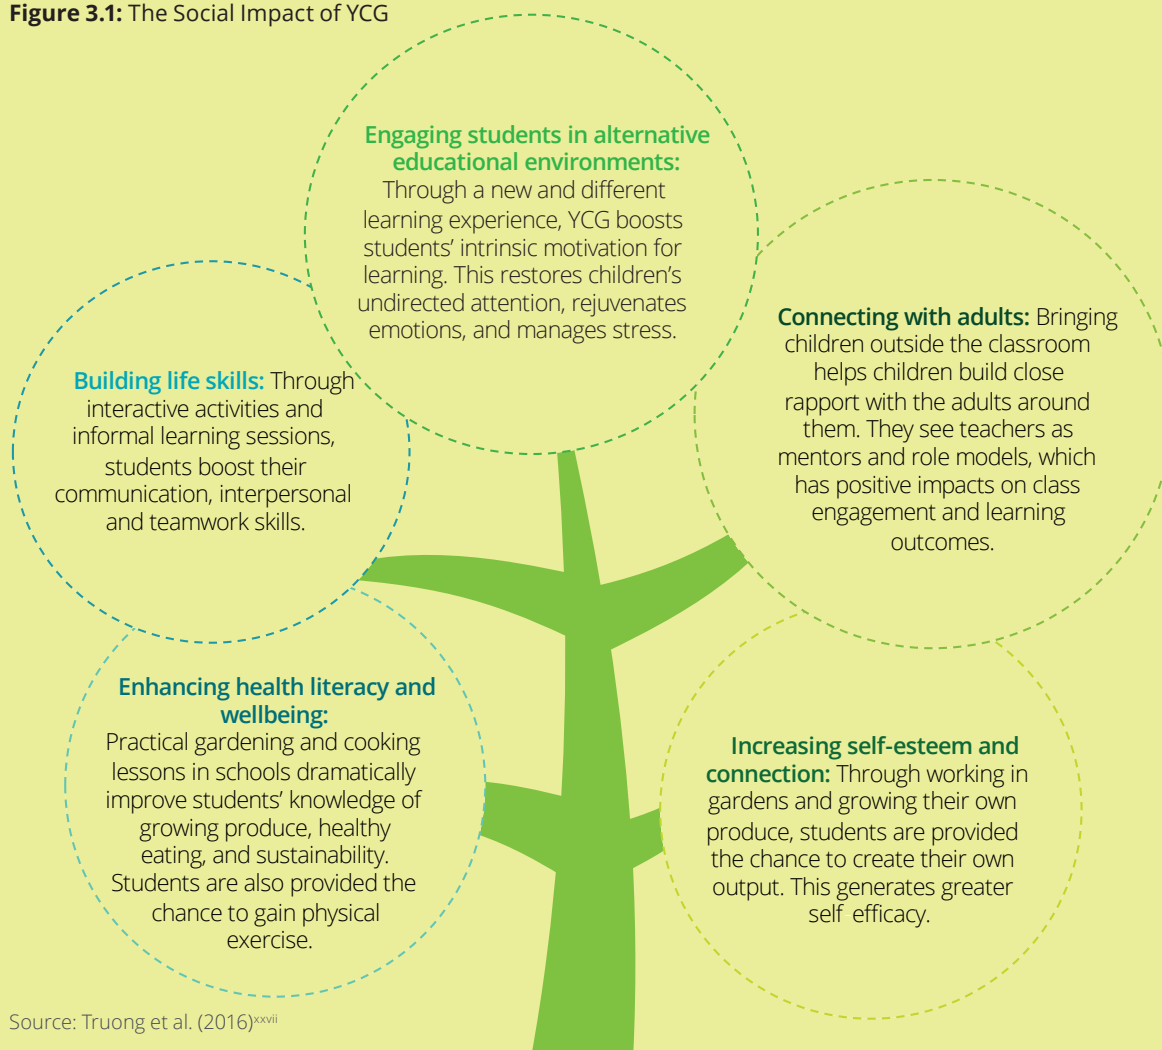 Figure 3.1: The Social Impact of YCG
Engaging students in alternative
educational environments:
Through a new and different
learning experience, YCG boosts
students’ intrinsic motivation for
learning. This restores children’s
undirected attention, rejuvenates
emotions, and manages stress.
Connecting with adults: Bringing
children outside the classroom
helps children build close
rapport with the adults around
them. They see teachers as
mentors and role models, which
has positive impacts on class
engagement and learning
outcomes.
Building life skills: Through
interactive activities and
informal learning sessions,
students boost their
communication, interpersonal
and teamwork skills.
Enhancing health literacy and
wellbeing:
Practical gardening and cooking
lessons in schools dramatically
improve students’ knowledge of
growing produce, healthy
eating, and sustainability.
Students are also provided the
chance to gain physical
exercise.
Increasing self-esteem and
connection: Through working in
gardens and growing their own
produce, students are provided
the chance to create their own
output. This generates greater
self efficacy.
Source: Truong et al. (2016)xxvii